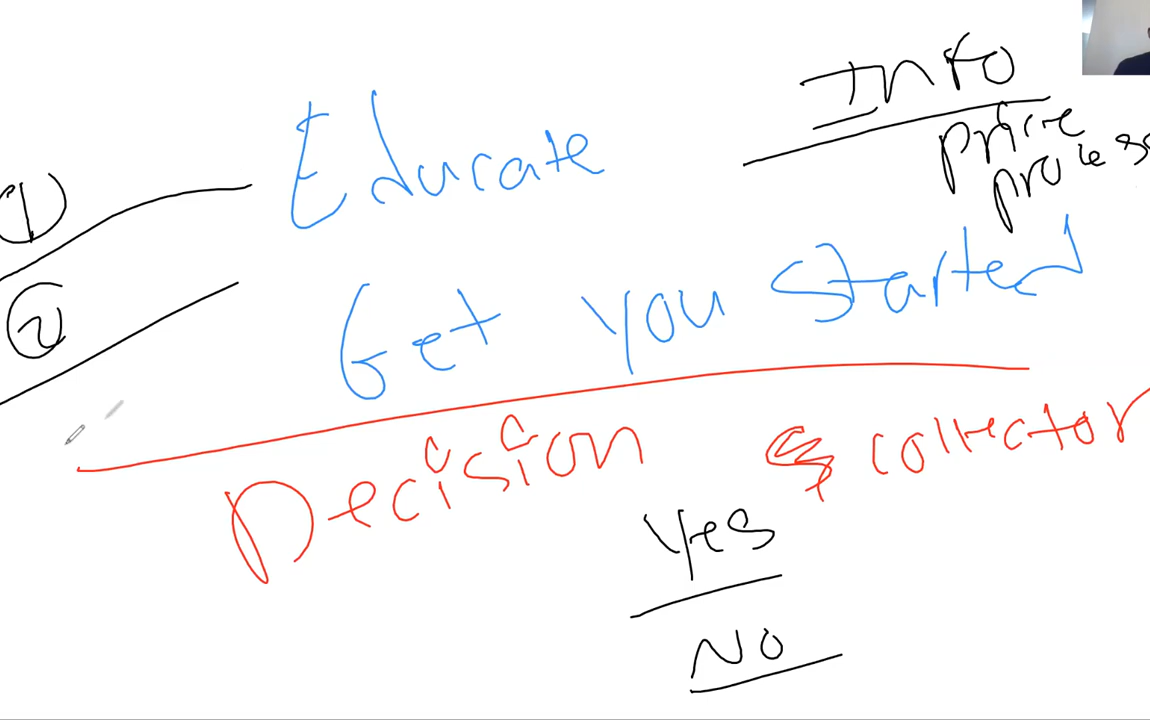 Info
① Educate
price
process
② Get you started
Decision collector
Yes
No